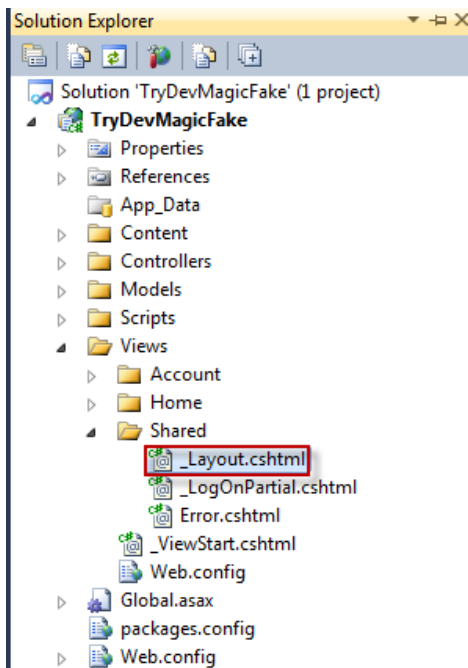 Solution Explorer
Solution 'TryDevMagicFake' (1 project)
TryDevMagicFake
Properties
References
App_Data
Content
Controllers
Models
Scripts
Views
Account
Home
Shared
_Layout.cshtml
_LogOnPartial.cshtml
Error.cshtml
_ViewStart.cshtml
Web.config
Global.asax
packages.config
Web.config